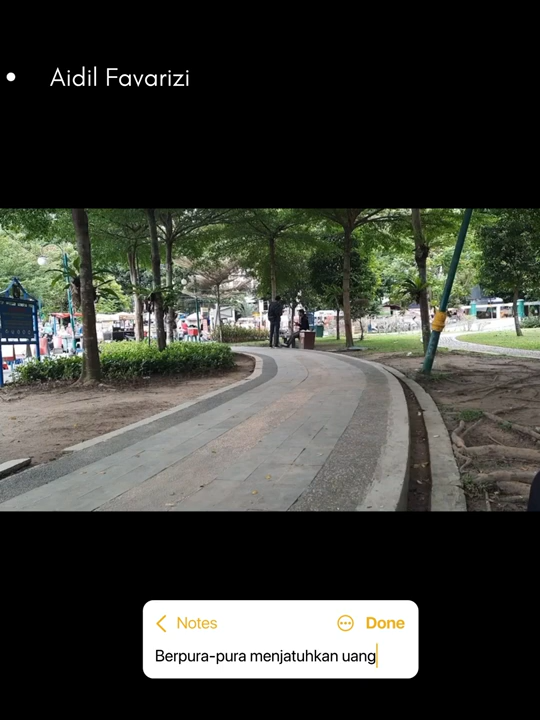 Aidil Favarizi
Notes
Done
Berpura-pura menjatuhkan uang